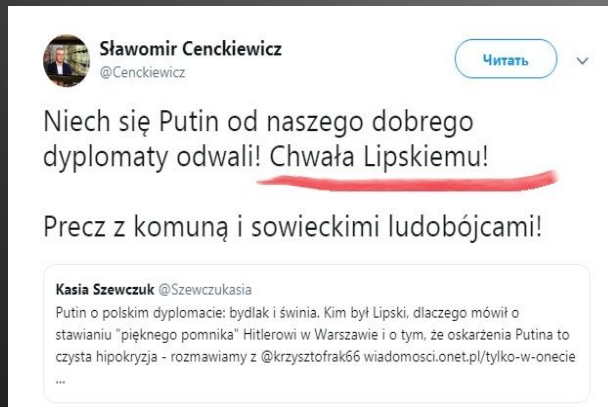 Sławomir Cenckiewicz
@Cenckiewicz
Читать
Niech się Putin od naszego dobrego
dyplomaty odwali! Chwała Lipskiemu!
Precz z komuną i sowieckimi ludobójcami!
Kasia Szewczuk @Szewczukasia
Putin o polskim dyplomacie: bydlak i świnia. Kim był Lipski, dlaczego mówił o
stawianiu "pięknego pomnika" Hitlerowi w Warszawie i o tym, że oskarżenia Putina to
czysta hipokryzja - rozmawiamy z @krzysztofrak66 wiadomosci.onet.pl/tylko-w-onecie
...